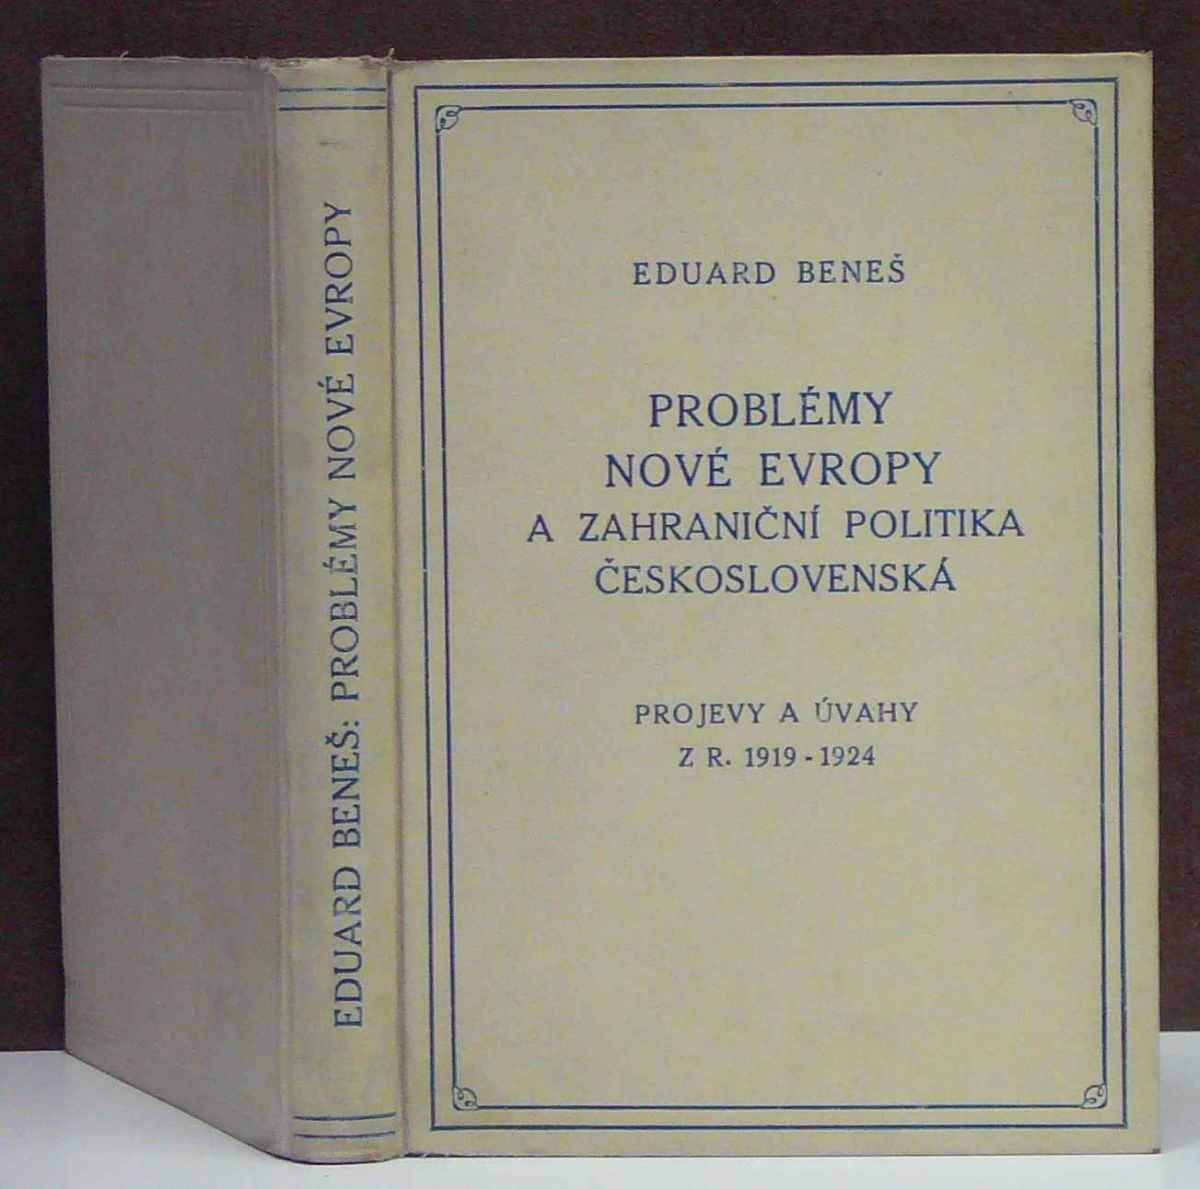 EDUARD BENEŠ: PROBLÉMY NOVÉ EVROPY
EDUARD BENEŠ
PROBLÉMY
NOVÉ EVROPY
A ZAHRANIČNÍ POLITIKA
ČESKOSLOVENSKÁ
PROJEVY A ÚVAHY
Z R. 1919-1924